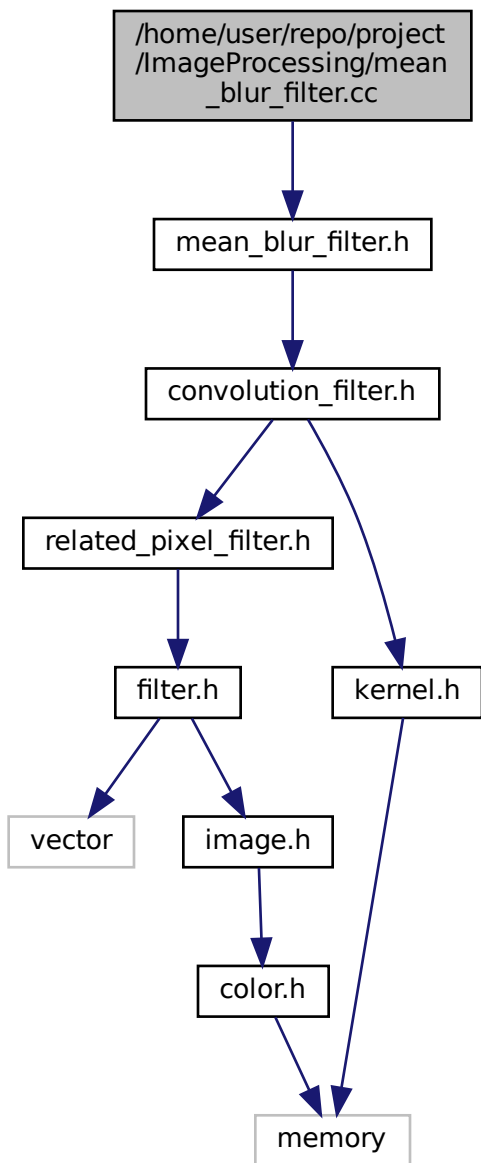 /home/user/repo/project
/ImageProcessing/mean
_blur_filter.cc
mean_blur_filter.h
convolution_filter.h
related_pixel_filter.h
filter.h
kernel.h
vector
image.h
color.h
memory